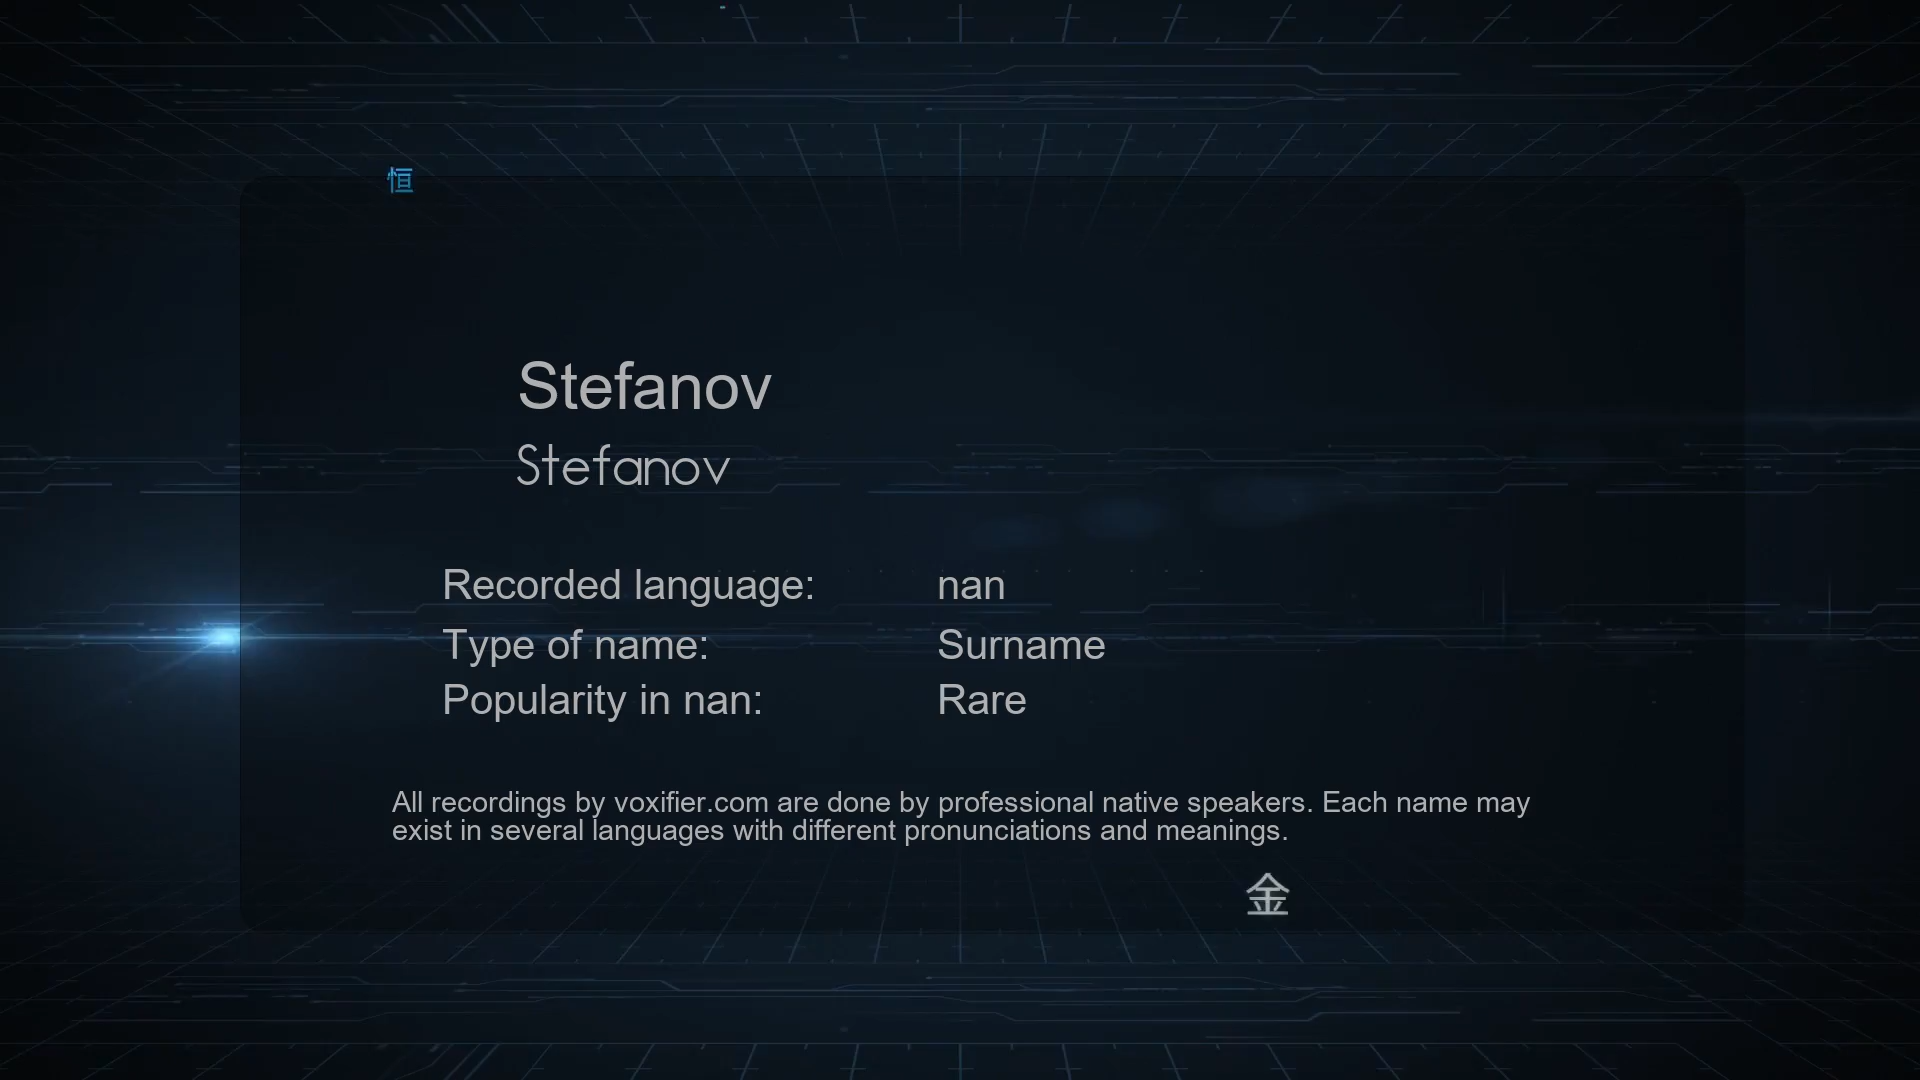 恒
Stefanov
Stefanov
Recorded language: nan
Type of name: Surname
Popularity in nan: Rare
All recordings by voxifier.com are done by professional native speakers. Each name may
exist in several languages with different pronunciations and meanings.
金